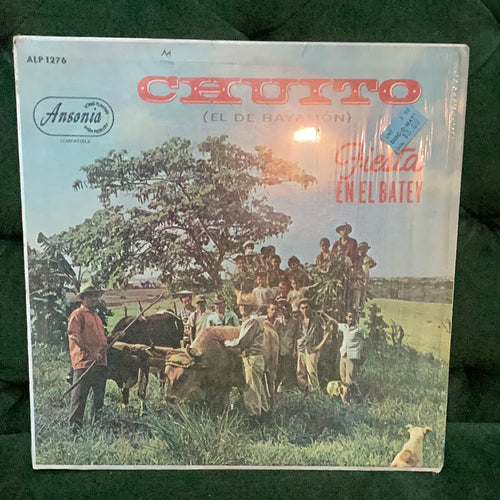 ALP 1276
M
CHUITO
(EL DE BAYAMÓN)
Ansonia
COMPATIBLE
Fiesta
EN EL BATEY